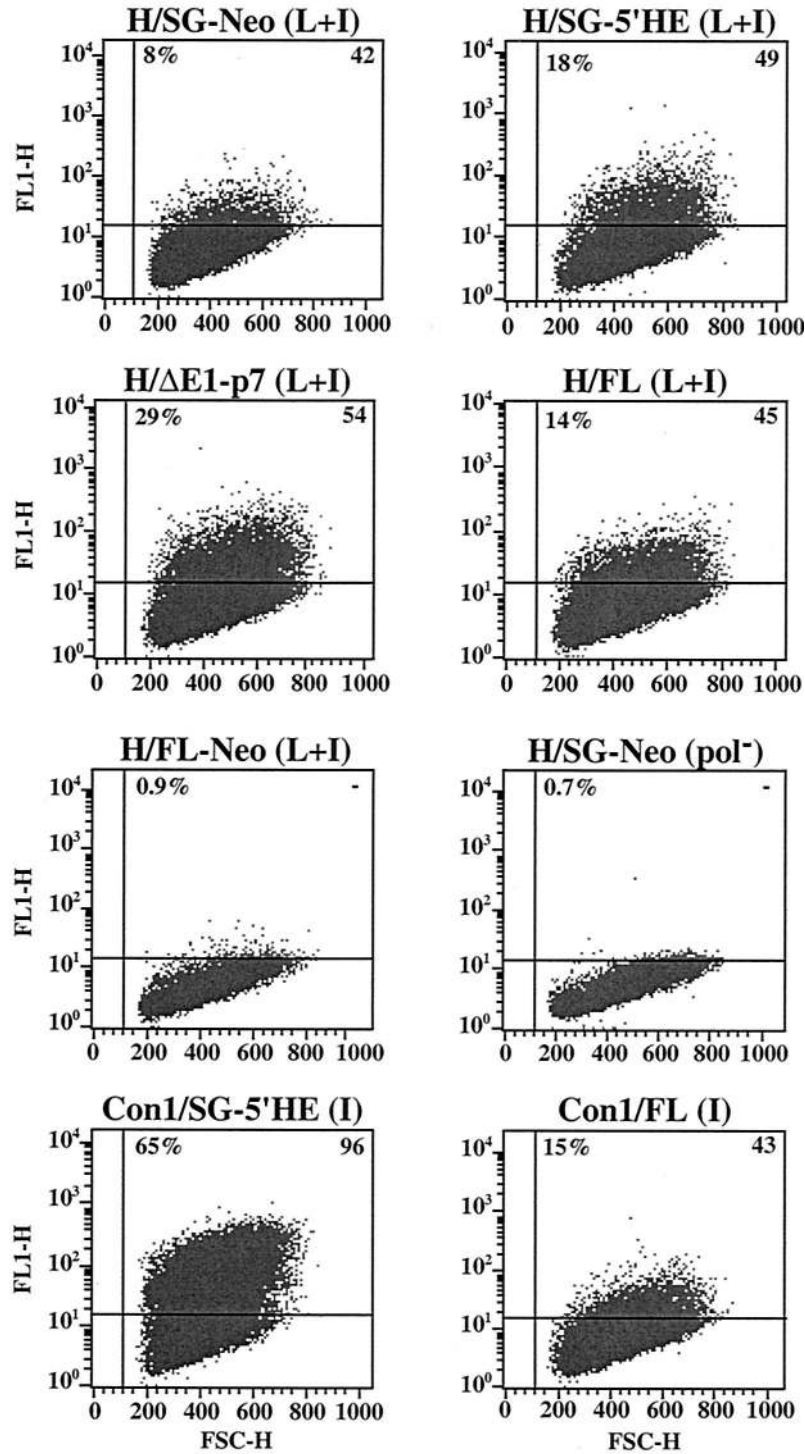 H/SG-Neo (L+I)
8% 42
10⁴
10³
10²
10¹
10⁰
FL1-H
0 200 400 600 800 1000
H/SG-5'HE (L+I)
18% 49
10⁴
10³
10²
10¹
10⁰
0 200 400 600 800 1000
H/ΔE1-p7 (L+I)
29% 54
10⁴
10³
10²
10¹
10⁰
FL1-H
0 200 400 600 800 1000
H/FL (L+I)
14% 45
10⁴
10³
10²
10¹
10⁰
0 200 400 600 800 1000
H/FL-Neo (L+I)
0.9% -
10⁴
10³
10²
10¹
10⁰
FL1-H
0 200 400 600 800 1000
H/SG-Neo (pol⁻)
0.7% -
10⁴
10³
10²
10¹
10⁰
0 200 400 600 800 1000
Con1/SG-5'HE (I)
65% 96
10⁴
10³
10²
10¹
10⁰
FL1-H
0 200 400 600 800 1000
FSC-H
Con1/FL (I)
15% 43
10⁴
10³
10²
10¹
10⁰
0 200 400 600 800 1000
FSC-H